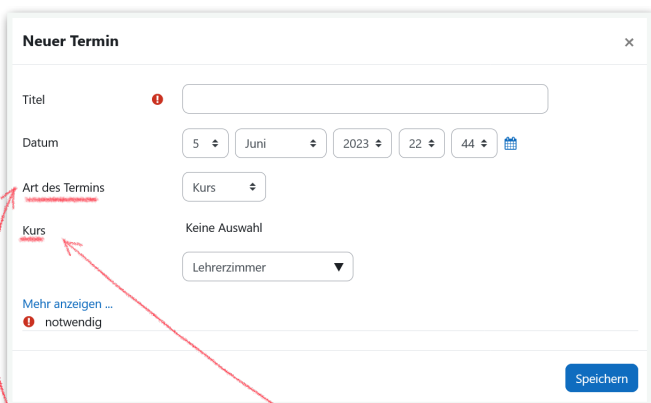 Neuer Termin ×
Titel
Datum 5 Juni 2023 22 44
Art des Termins Kurs
Kurs Keine Auswahl
Lehrerzimmer
Mehr anzeigen ...
notwendig
Speichern